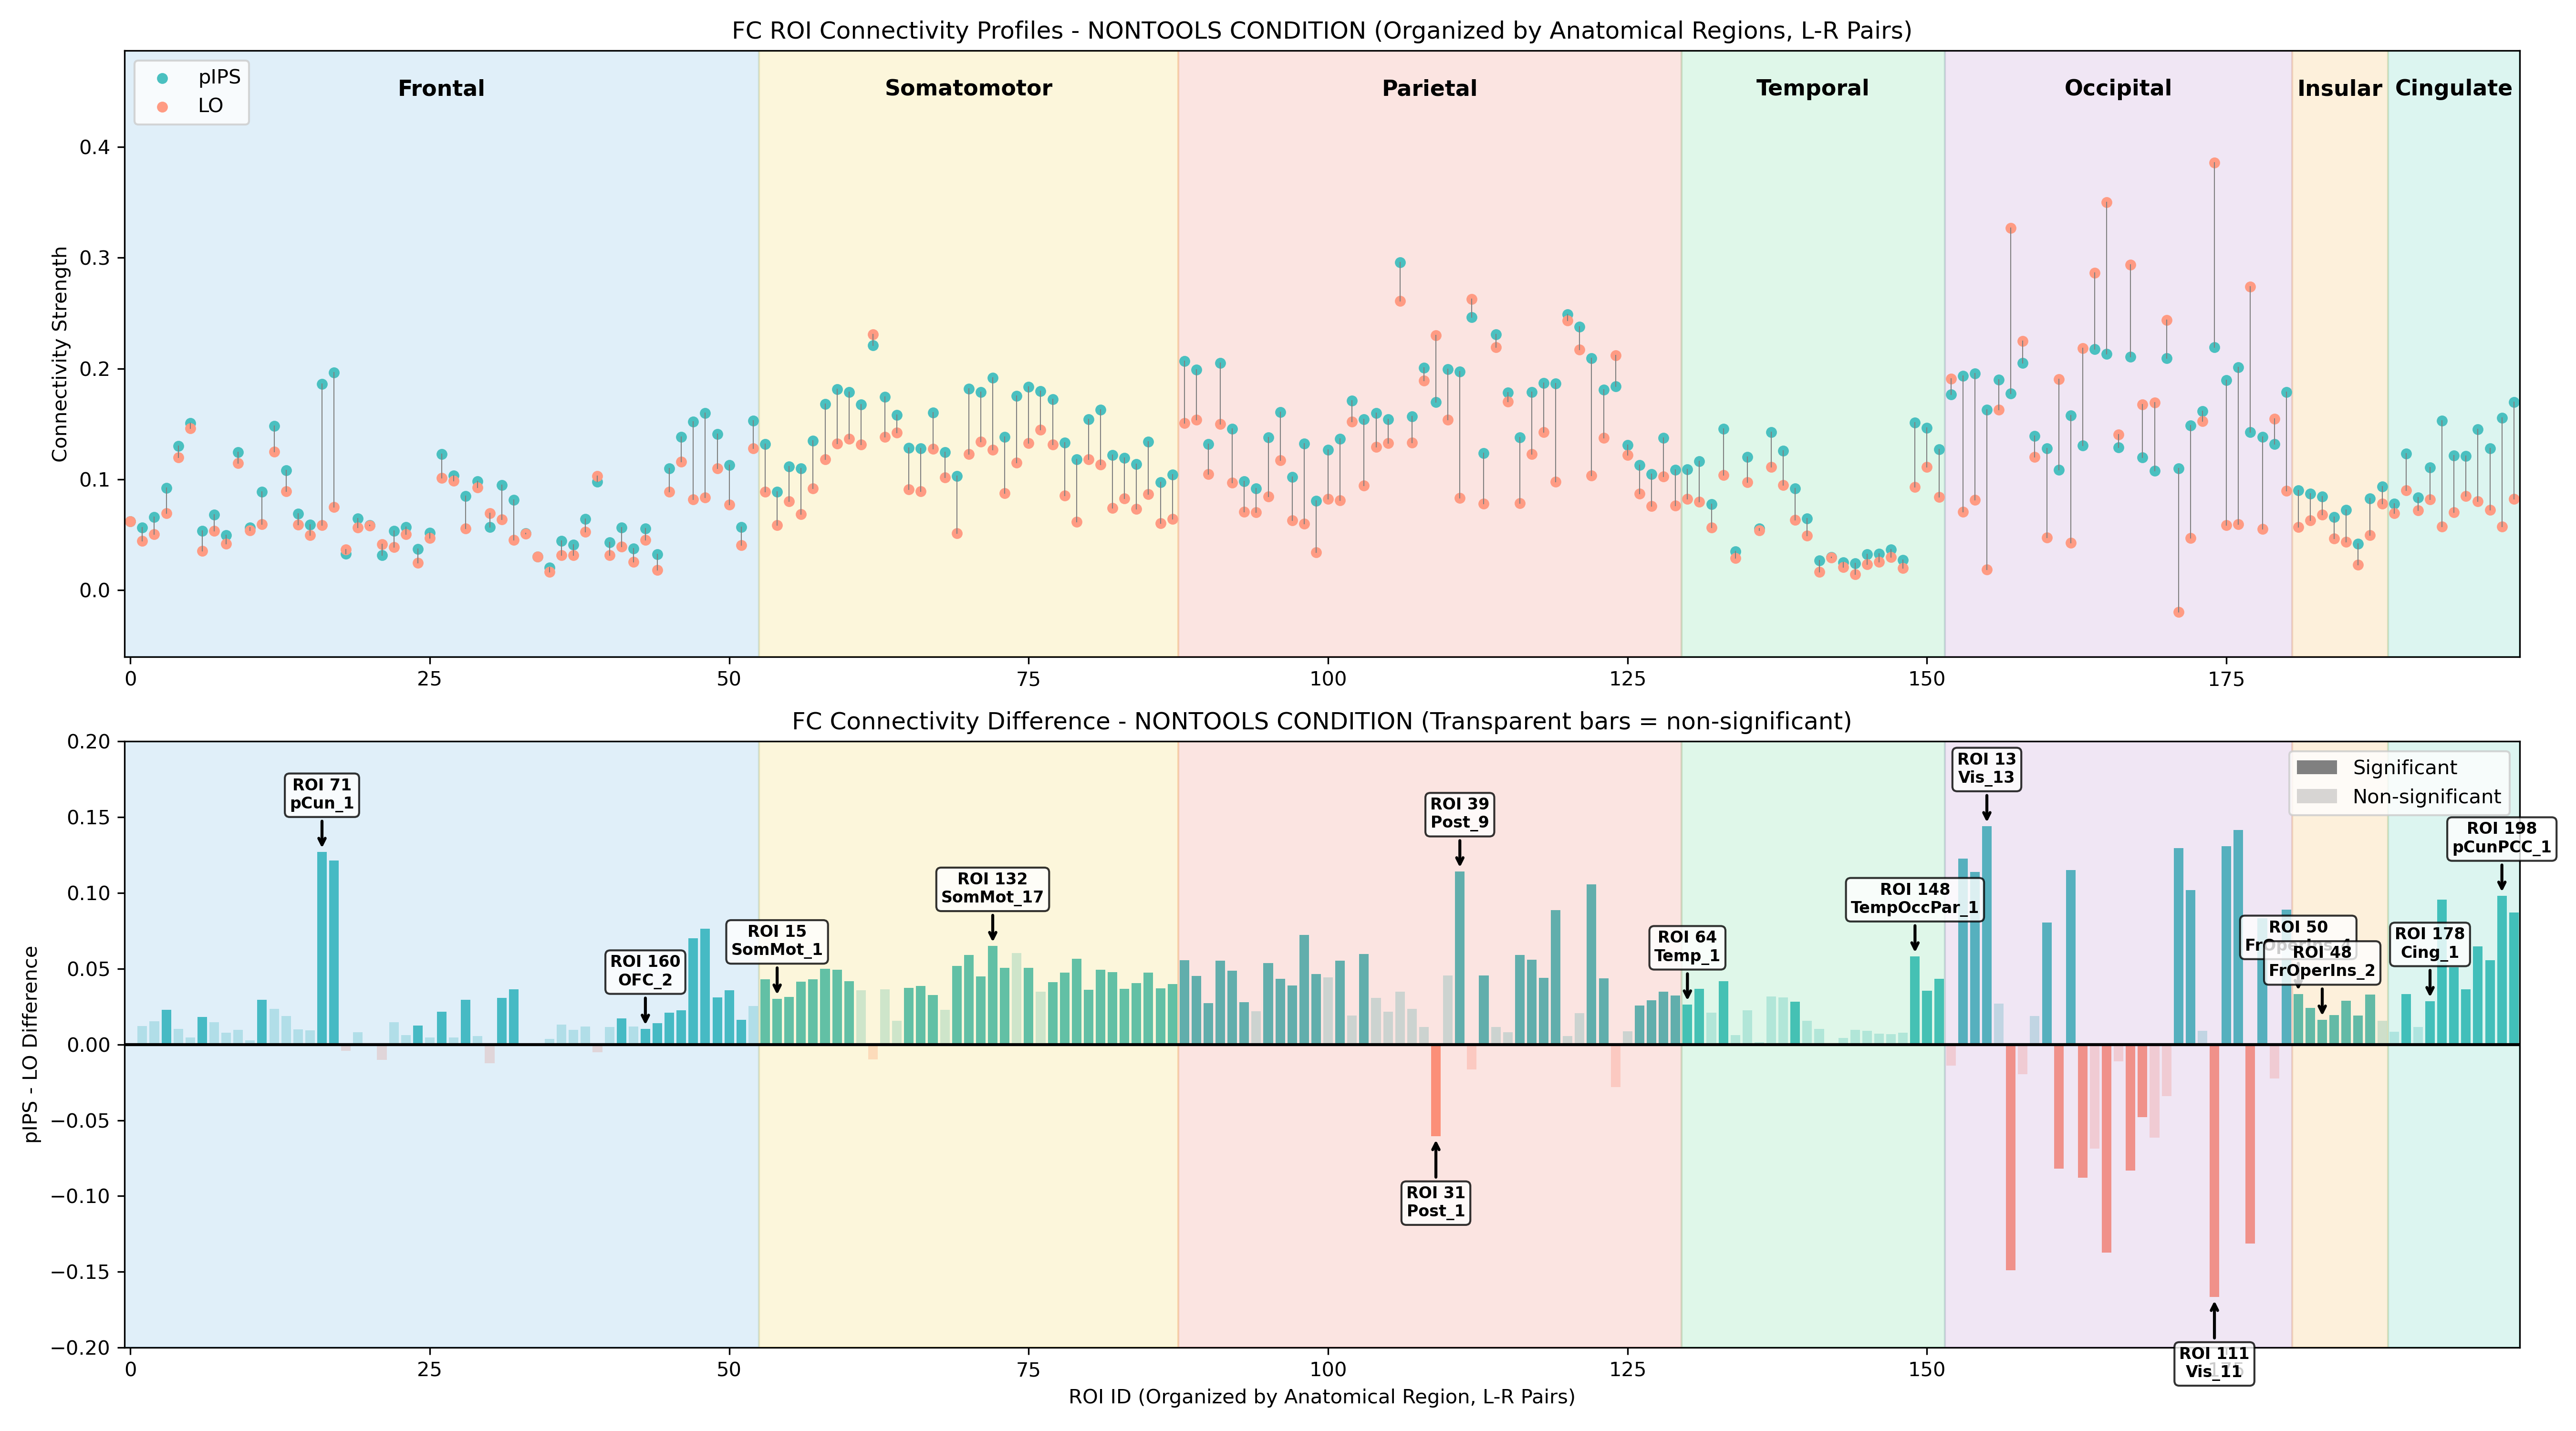 FC ROI Connectivity Profiles - NONTOOLS CONDITION (Organized by Anatomical Regions, L-R Pairs)
pIPS
LO
Frontal
Somatomotor
Parietal
Temporal
Occipital
Insular
Cingulate
Connectivity Strength
0.4
0.3
0.2
0.1
0.0
0
25
50
75
100
125
150
175
FC Connectivity Difference - NONTOOLS CONDITION (Transparent bars = non-significant)
pIPS - LO Difference
0.20
0.15
0.10
0.05
0.00
−0.05
−0.10
−0.15
−0.20
Significant
Non-significant
ROI 71
pCun_1
ROI 160
OFC_2
ROI 15
SomMot_1
ROI 132
SomMot_17
ROI 39
Post_9
ROI 31
Post_1
ROI 64
Temp_1
ROI 148
TempOccPar_1
ROI 13
Vis_13
ROI 111
Vis_11
ROI 50
ROI 48
FrOperIns_2
ROI 178
Cing_1
ROI 198
pCunPCC_1
0
25
50
75
100
125
150
ROI ID (Organized by Anatomical Region, L-R Pairs)